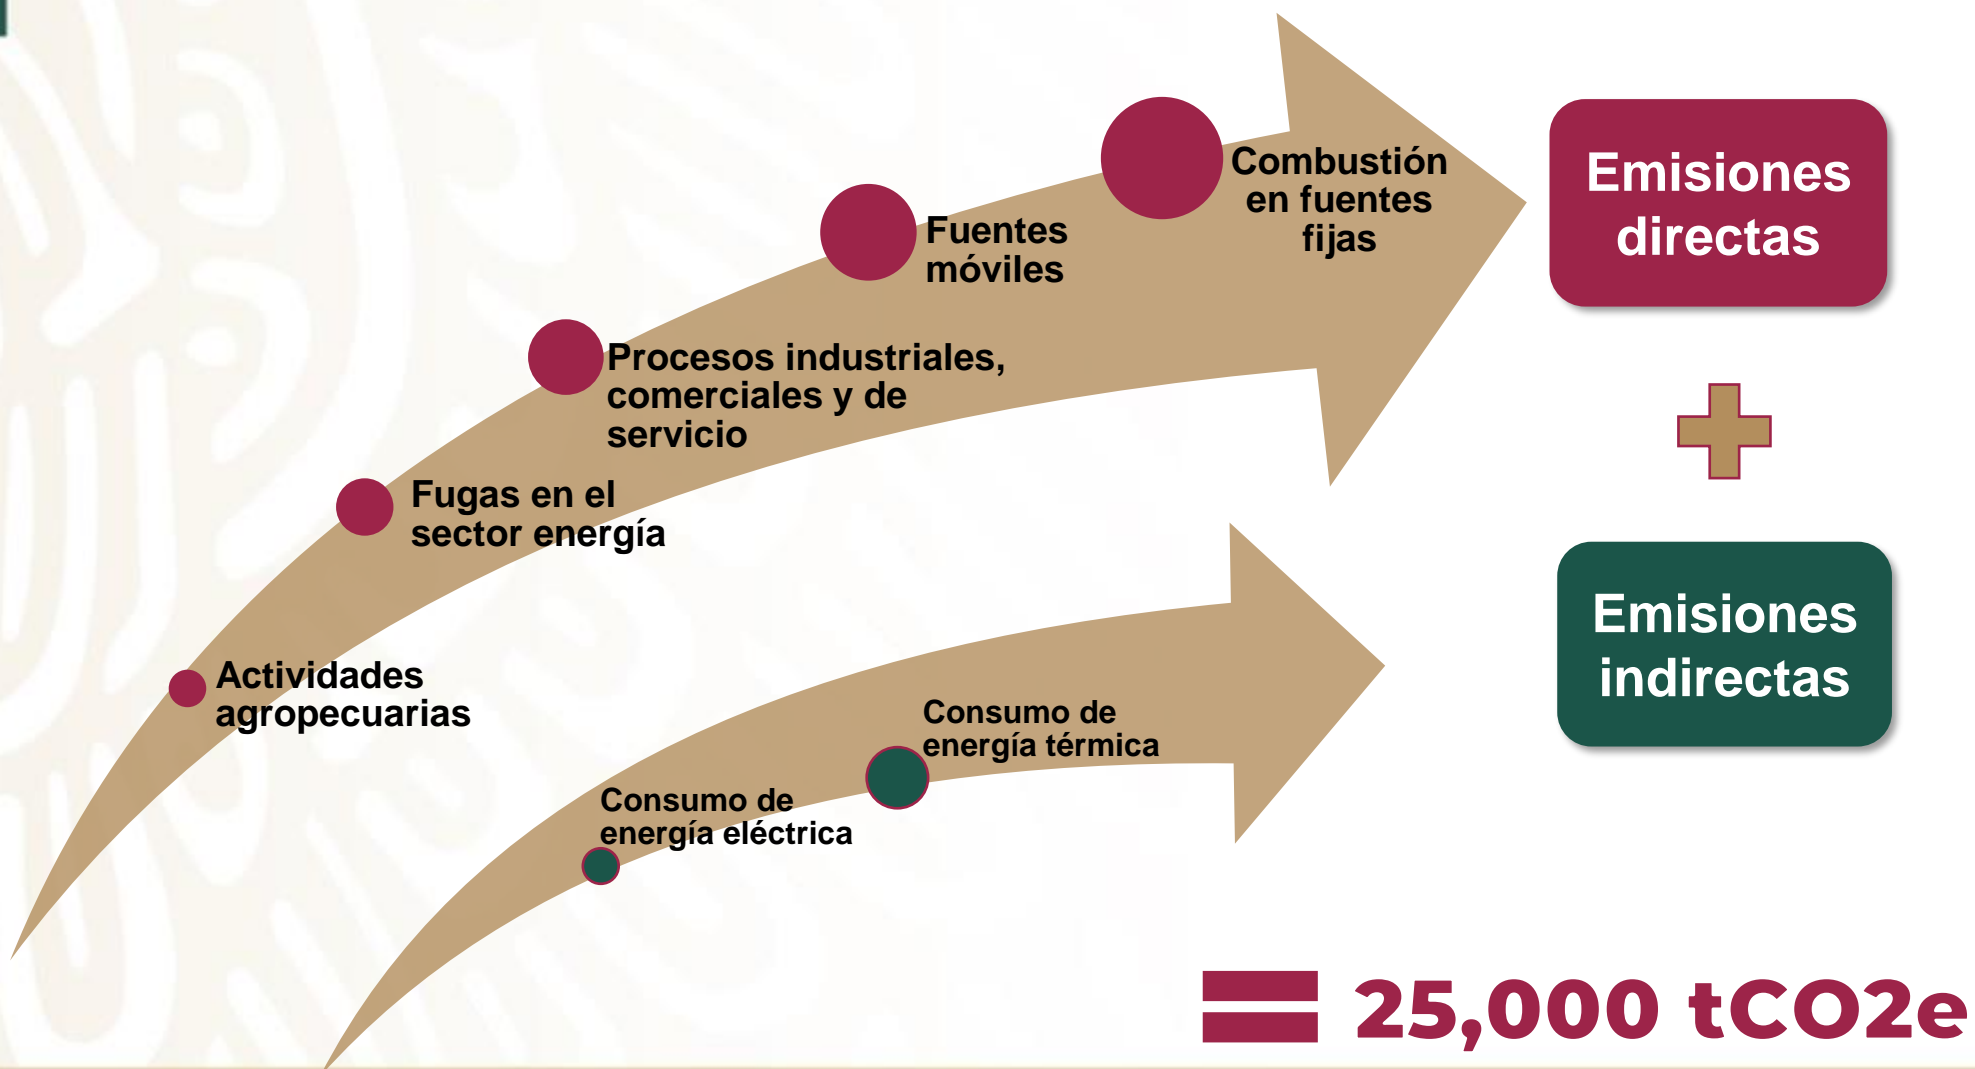 Combustión
en fuentes
fijas
Fuentes
móviles
Procesos industriales,
comerciales y de
servicio
Fugas en el
sector energía
Actividades
agropecuarias
Emisiones
directas
Consumo de
energía térmica
Consumo de
energía eléctrica
Emisiones
indirectas
= 25,000 tCO2e